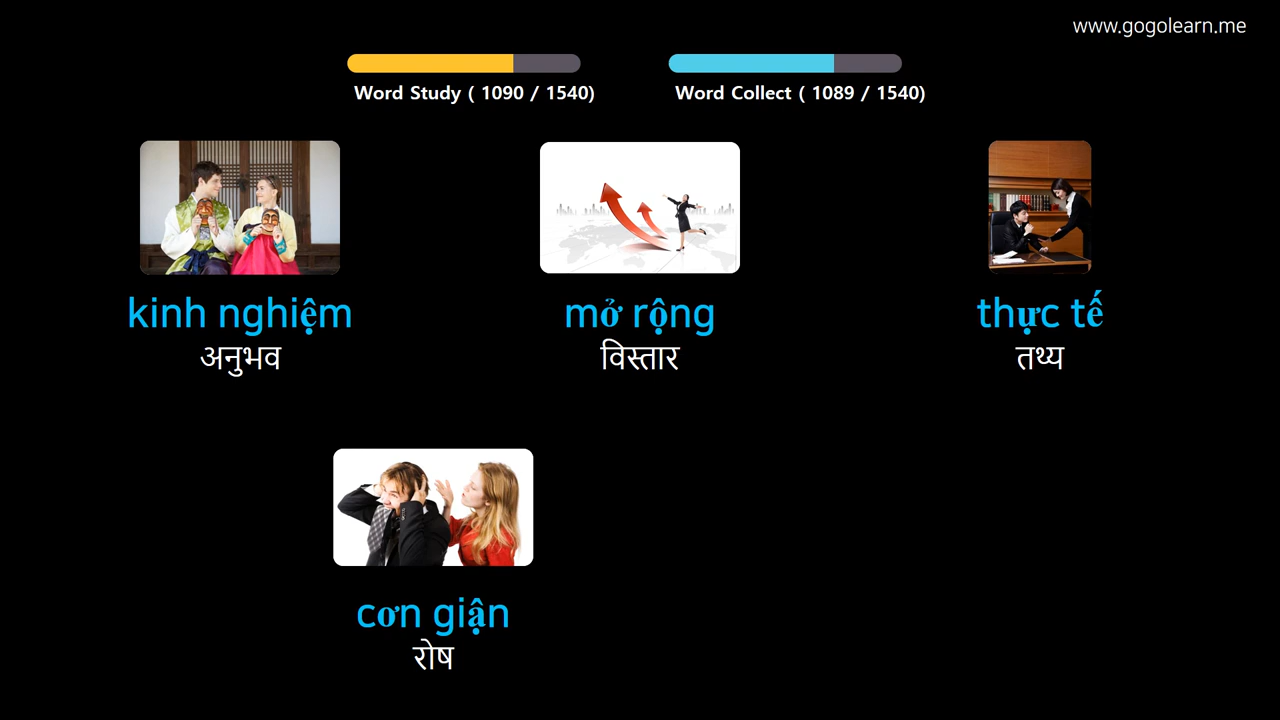 www.gogolearn.me
Word Study ( 1090 / 1540)
Word Collect ( 1089 / 1540)
kinh nghiệm
अनुभव
mở rộng
विस्तार
thực tế
तथ्य
cơn giận
रोष